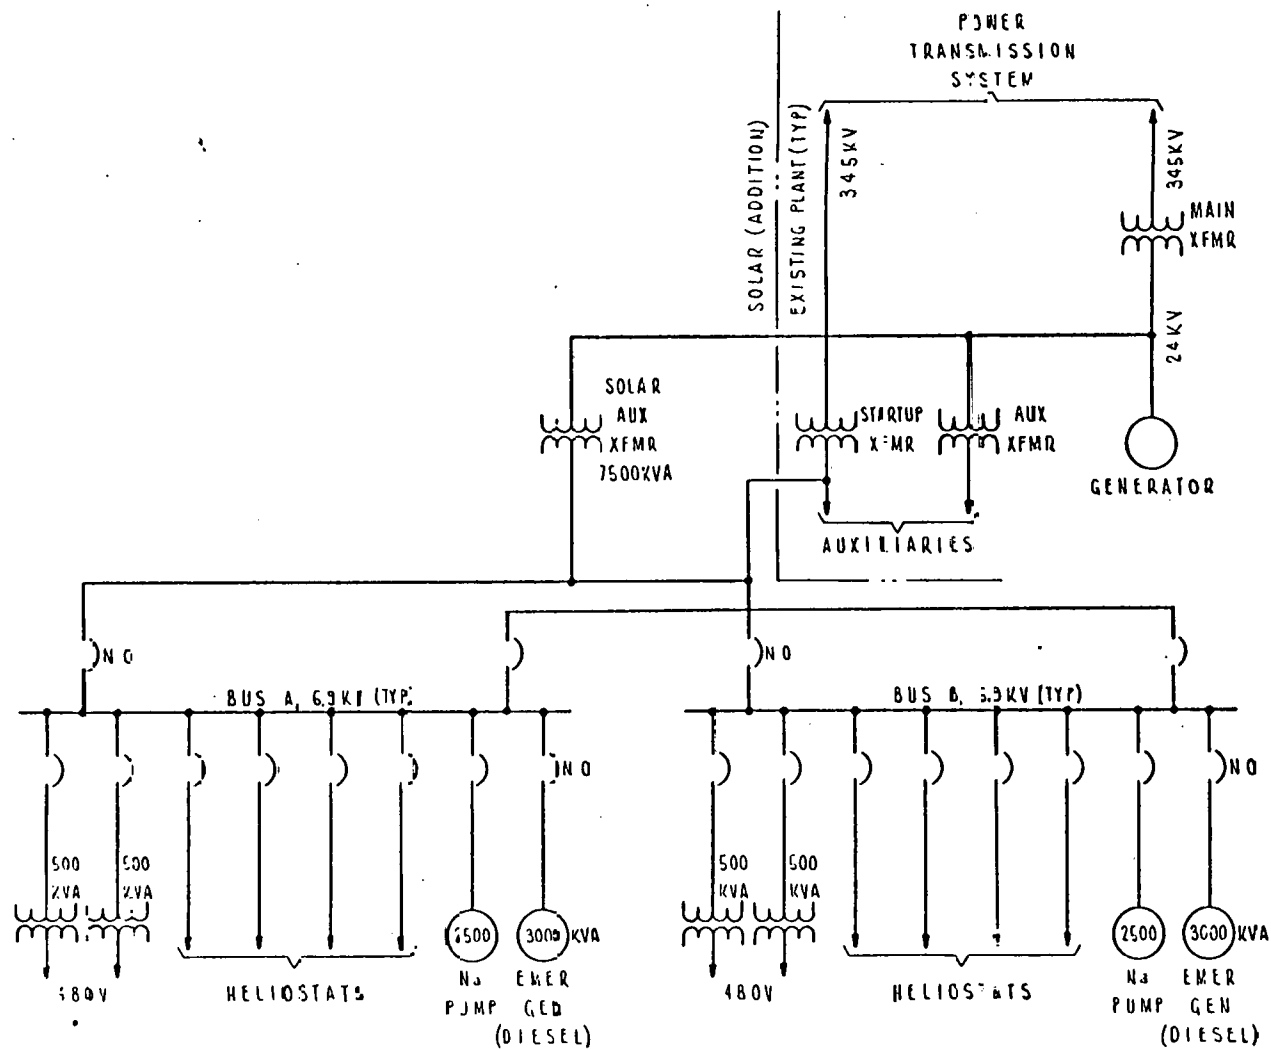 POWER
TRANSMISSION
SYSTEM
SOLAR (ADDITION)
EXISTING PLANT (TYP)
345KV
345KV
MAIN
XFMR
24KV
SOLAR
AUX
XFMR
7500KVA
STARTUP
XFMR
AUX
XFMR
GENERATOR
AUXILIARIES
NO
NO
BUS A, 6.9KV (TYP)
BUS B, 6.9KV (TYP)
NO
NO
500
KVA
500
KVA
500
KVA
500
KVA
2500
3000 KVA
2500
3000 KVA
480V
HELIOSTATS
Na
PUMP
EMER
GEN
(DIESEL)
480V
HELIOSTATS
Na
PUMP
EMER
GEN
(DIESEL)